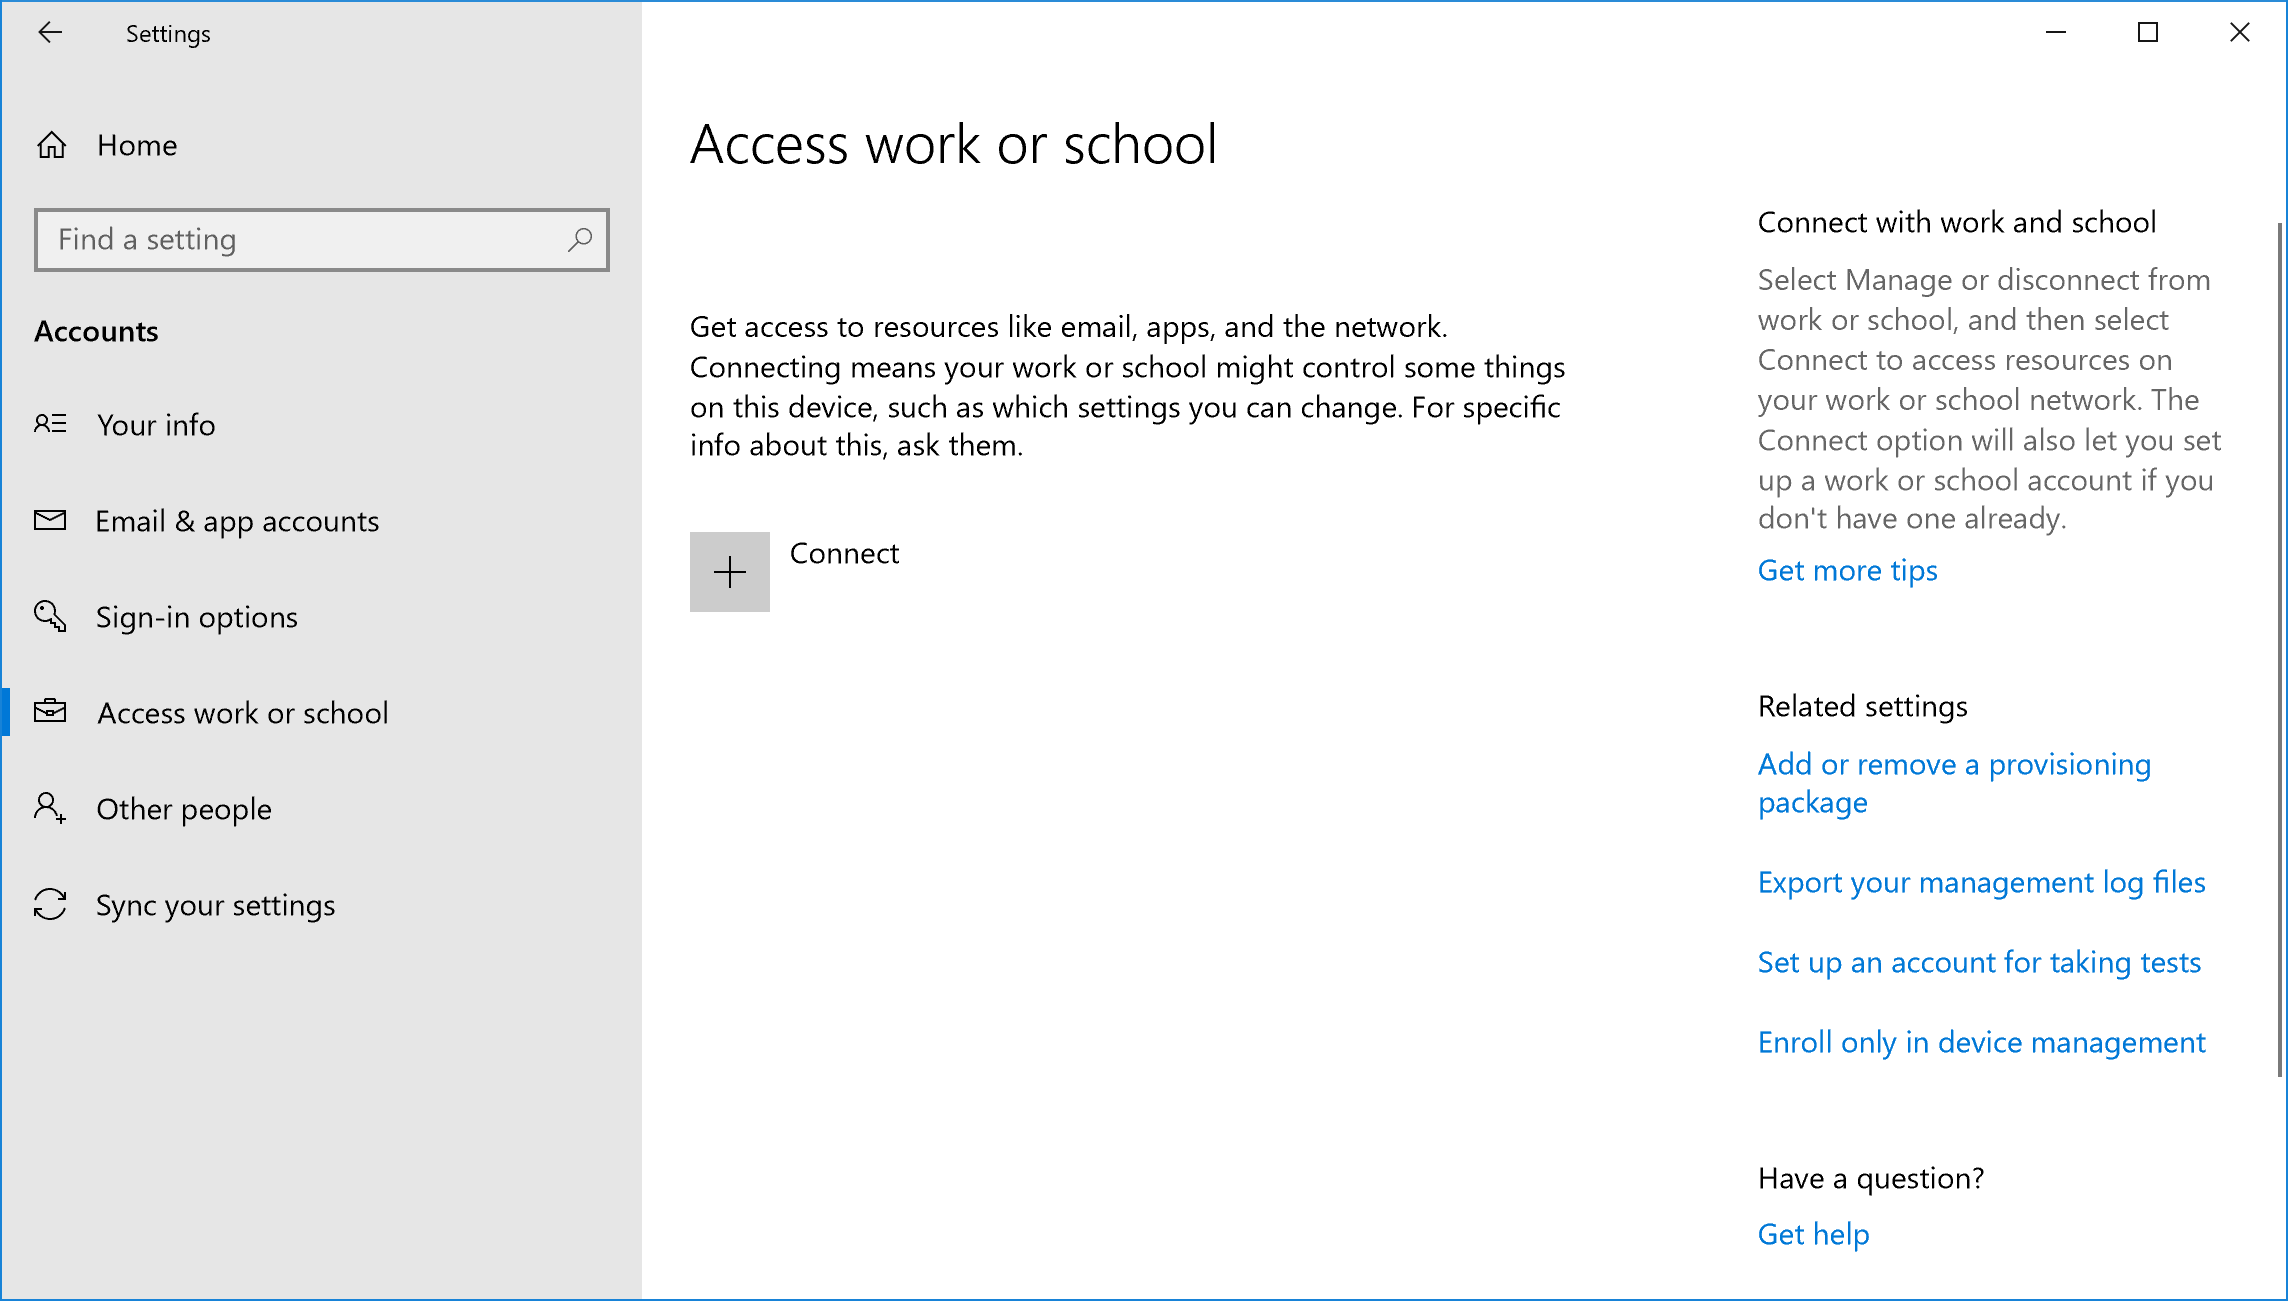 Settings
Home
Find a setting
Accounts
Your info
Email & app accounts
Sign-in options
Access work or school
Other people
Sync your settings
Access work or school
Get access to resources like email, apps, and the network.
Connecting means your work or school might control some things
on this device, such as which settings you can change. For specific
info about this, ask them.
Connect
Connect with work and school
Select Manage or disconnect from
work or school, and then select
Connect to access resources on
your work or school network. The
Connect option will also let you set
up a work or school account if you
don't have one already.
Get more tips
Related settings
Add or remove a provisioning
package
Export your management log files
Set up an account for taking tests
Enroll only in device management
Have a question?
Get help